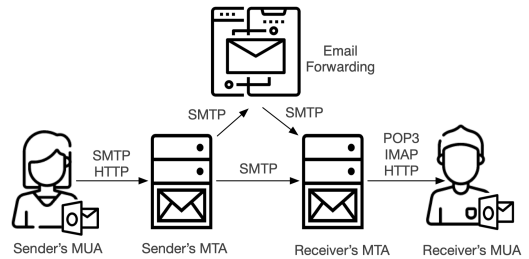 Email
Forwarding
SMTP
SMTP
SMTP
HTTP
SMTP
POP3
IMAP
HTTP
Sender's MUA
Sender's MTA
Receiver's MTA
Receiver's MUA